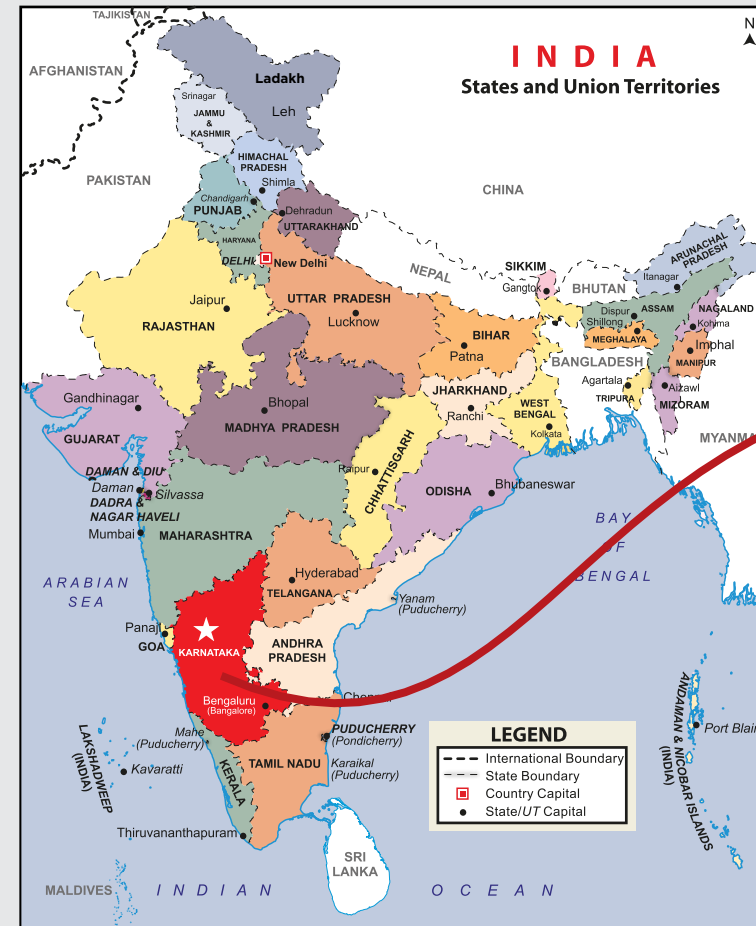 TAJIKISTAN
N
INDIA
States and Union Territories
AFGHANISTAN
Ladakh
Leh
Srinagar
JAMMU
&
KASHMIR
HIMACHAL
PRADESH
Shimla
PAKISTAN
CHINA
Chandigarh
PUNJAB
Dehradun
UTTARAKHAND
HARYANA
DELHI
New Delhi
ARUNACHAL
PRADESH
Itanagar
NEPAL
SIKKIM
Gangtok
BHUTAN
Jaipur
RAJASTHAN
UTTAR PRADESH
Lucknow
BIHAR
Patna
Dispur
ASSAM
Shillong
MEGHALAYA
NAGALAND
Kohima
Imphal
MANIPUR
BANGLADESH
Agartala
TRIPURA
Aizawl
MIZORAM
Gandhinagar
GUJARAT
Bhopal
MADHYA PRADESH
JHARKHAND
Ranchi
WEST
BENGAL
Kolkata
MYANMA
CHHATTISGARH
Raipur
DAMAN & DIU
Daman
Silvassa
DADRA &
NAGAR HAVELI
Mumbai
MAHARASHTRA
ODISHA
Bhubaneswar
BAY
OF
BENGAL
ARABIAN
SEA
Hyderabad
TELANGANA
Yanam
(Puducherry)
Panaji
GOA
KARNATAKA
ANDHRA
PRADESH
Bengaluru
(Bangalore)
Mahe
(Puducherry)
PUDUCHERRY
(Pondicherry)
Karaikal
(Puducherry)
TAMIL NADU
KERALA
LAKSHADWEEP
(INDIA)
Kavaratti
Thiruvananthapuram
ANDAMAN & NICOBAR ISLANDS
(INDIA)
Port Blair
LEGEND
International Boundary
State Boundary
Country Capital
State/UT Capital
SRI
LANKA
MALDIVES
INDIAN OCEAN